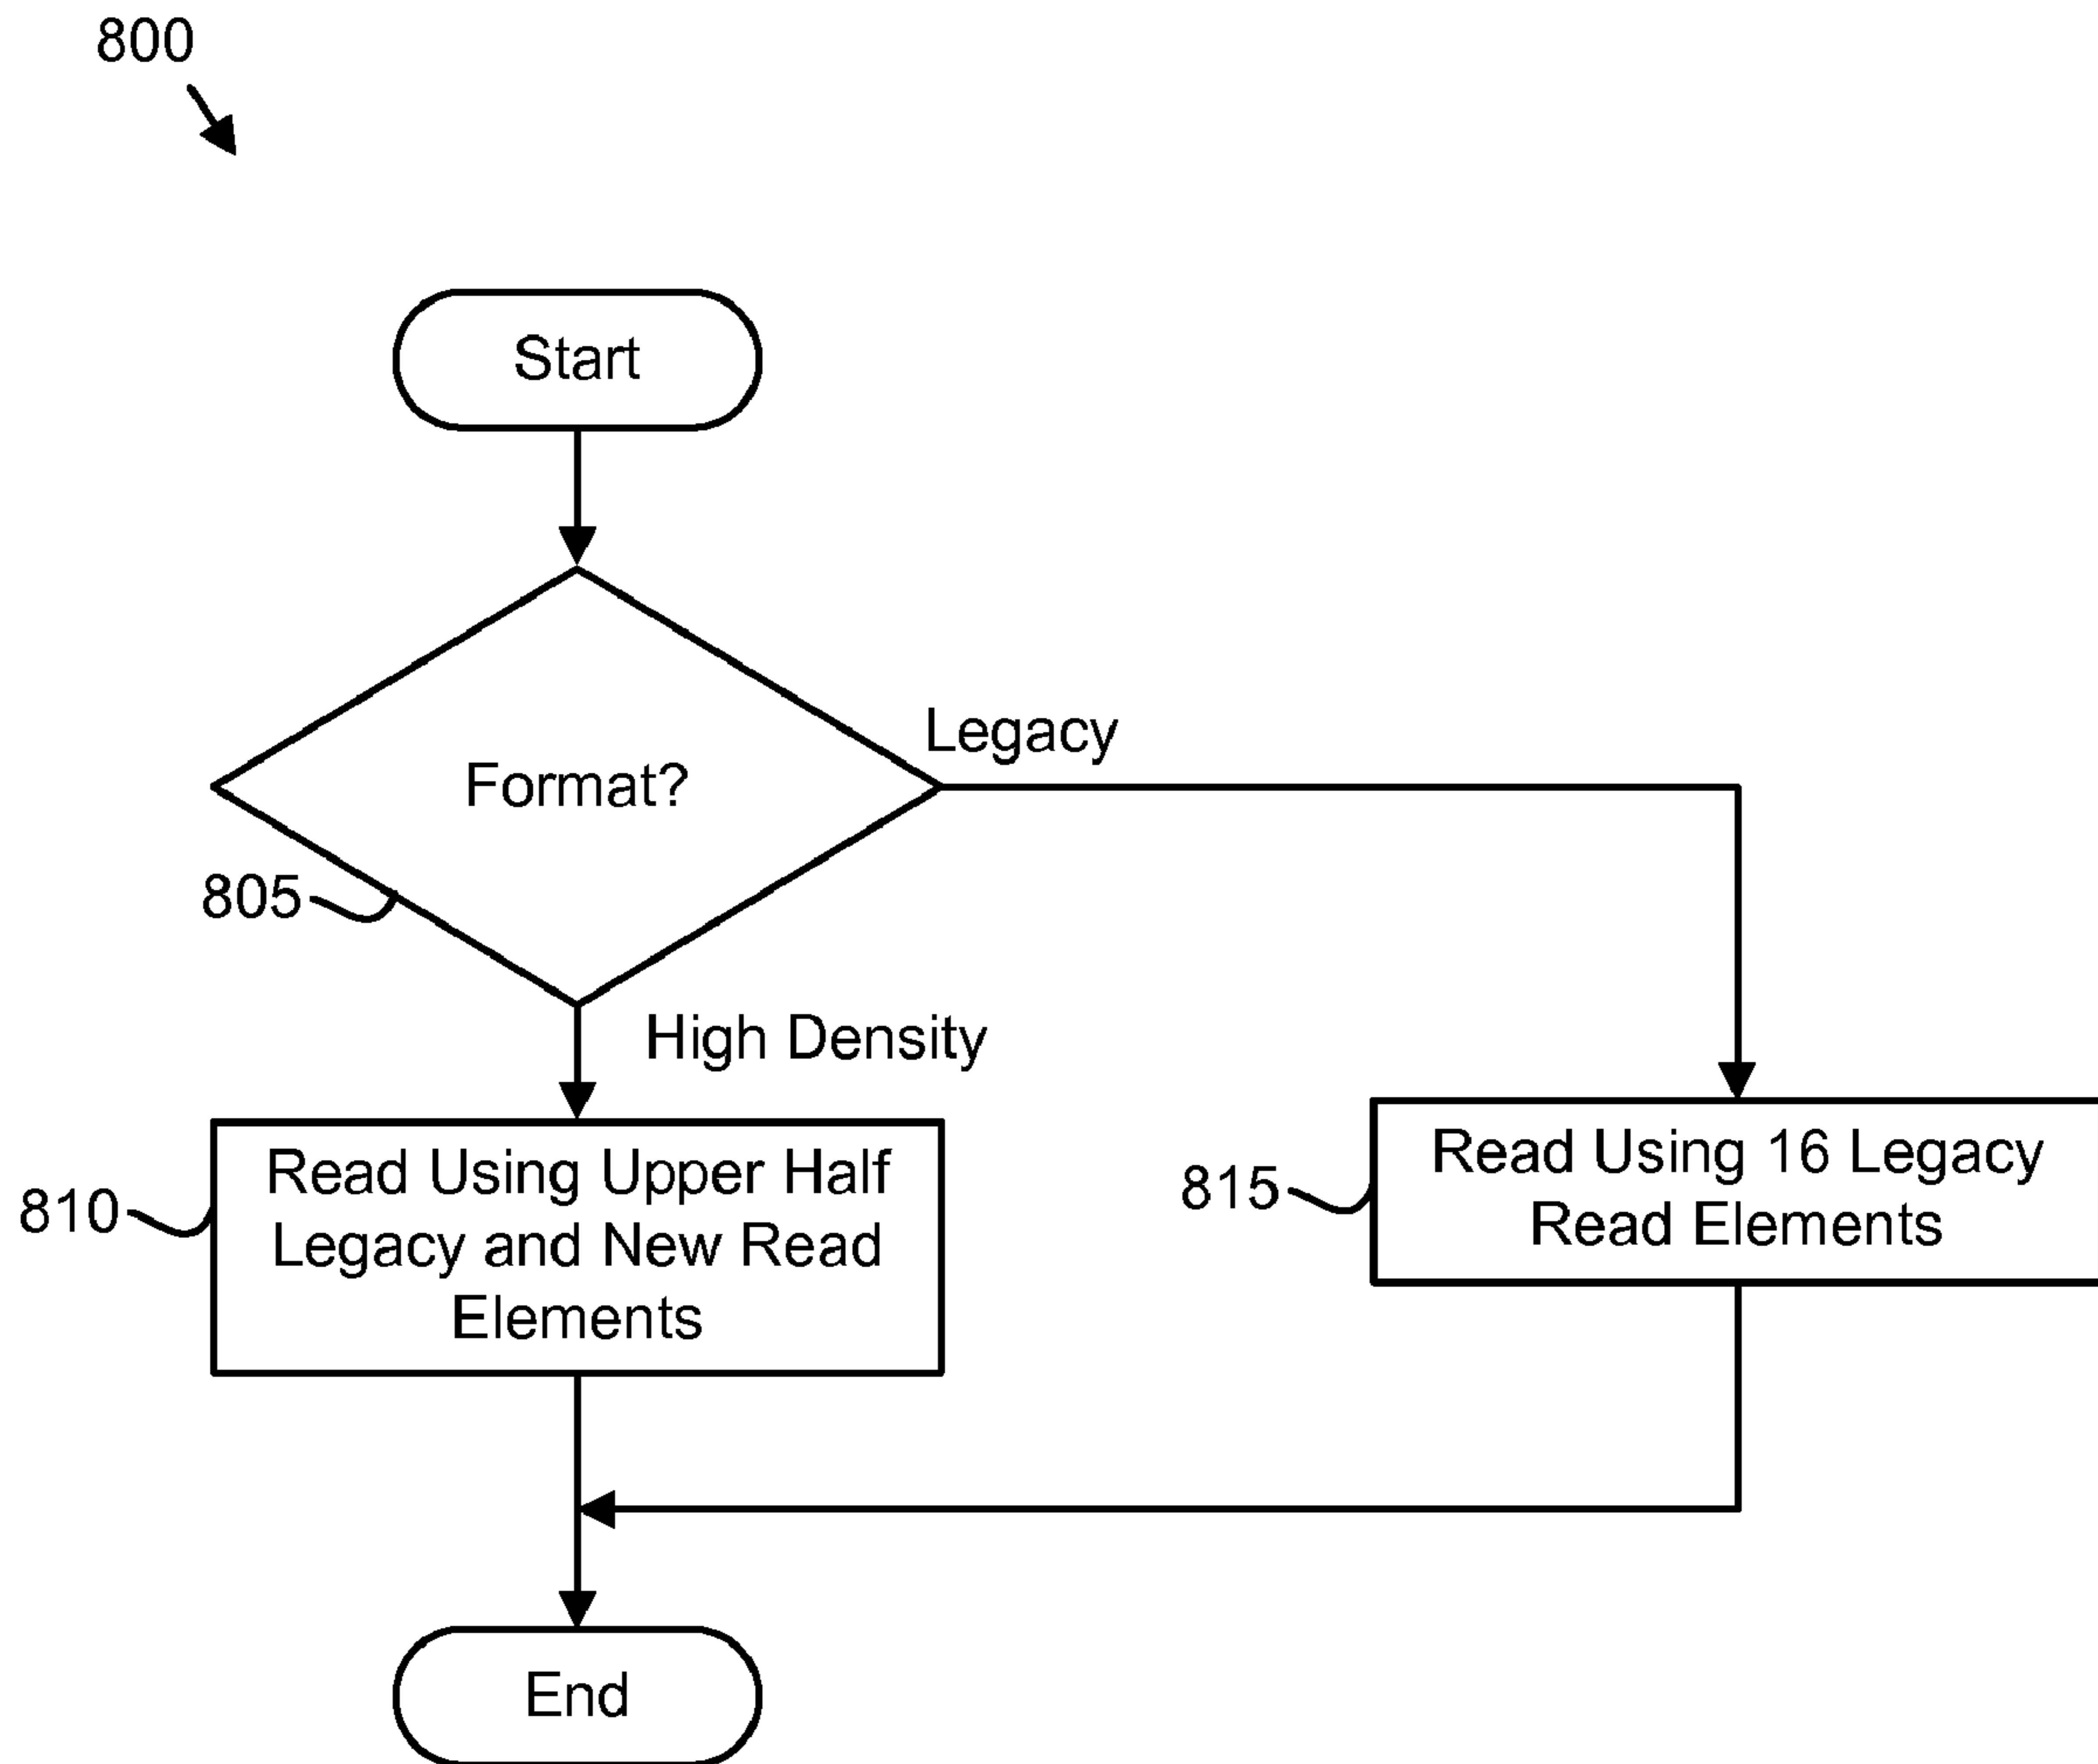 800
Start
Format?
Legacy
805
High Density
810
Read Using Upper Half
Legacy and New Read
Elements
815
Read Using 16 Legacy
Read Elements
End